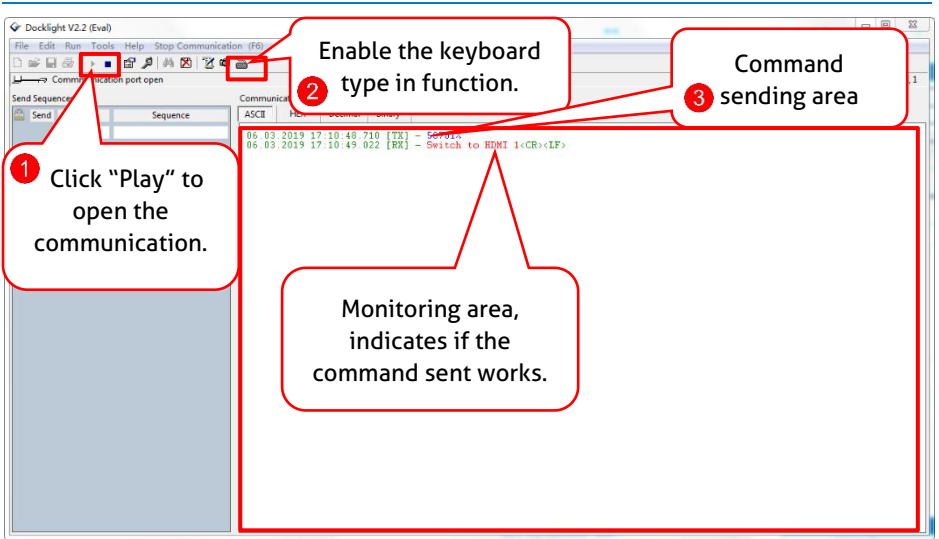 Docklight V2.2 (Eval)
File Edit Run Tools Help Stop Communication (F6)
Communication port open
Send Sequence
Send
Sequence
ASCII
06.03.2019 17:10:48.710 [TX] - 50701%
06.03.2019 17:10:49.022 [RX] - Switch to HDMI 1<CR><LF>
1
Click “Play” to
open the
communication.
2
Enable the keyboard
type in function.
3
Command
sending area
Monitoring area,
indicates if the
command sent works.